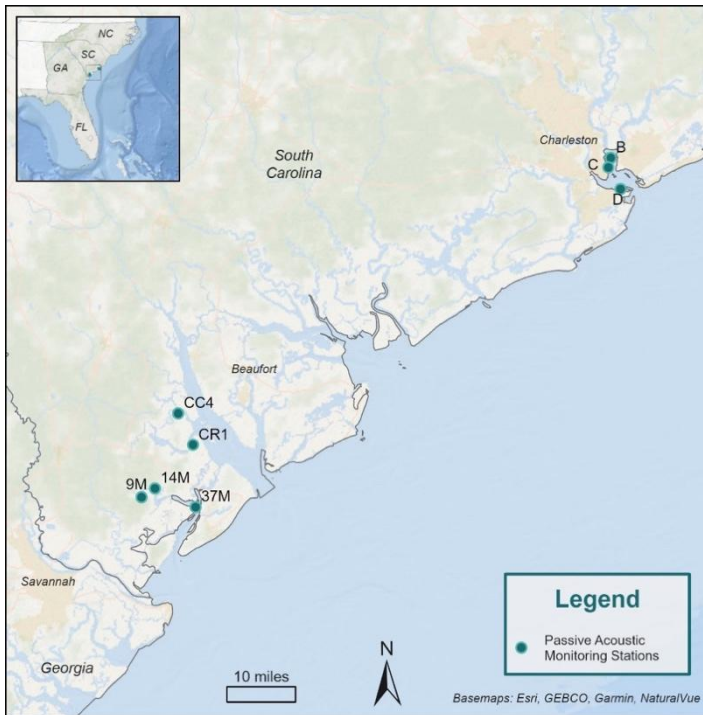 NC
SC
GA
FL
South
Carolina
Charleston
B
C
D
Beaufort
CC4
CR1
14M
9M
37M
Savannah
Georgia
10 miles
N
Legend
Passive Acoustic
Monitoring Stations
Basemaps: Esri, GEBCO, Garmin, NaturalVue